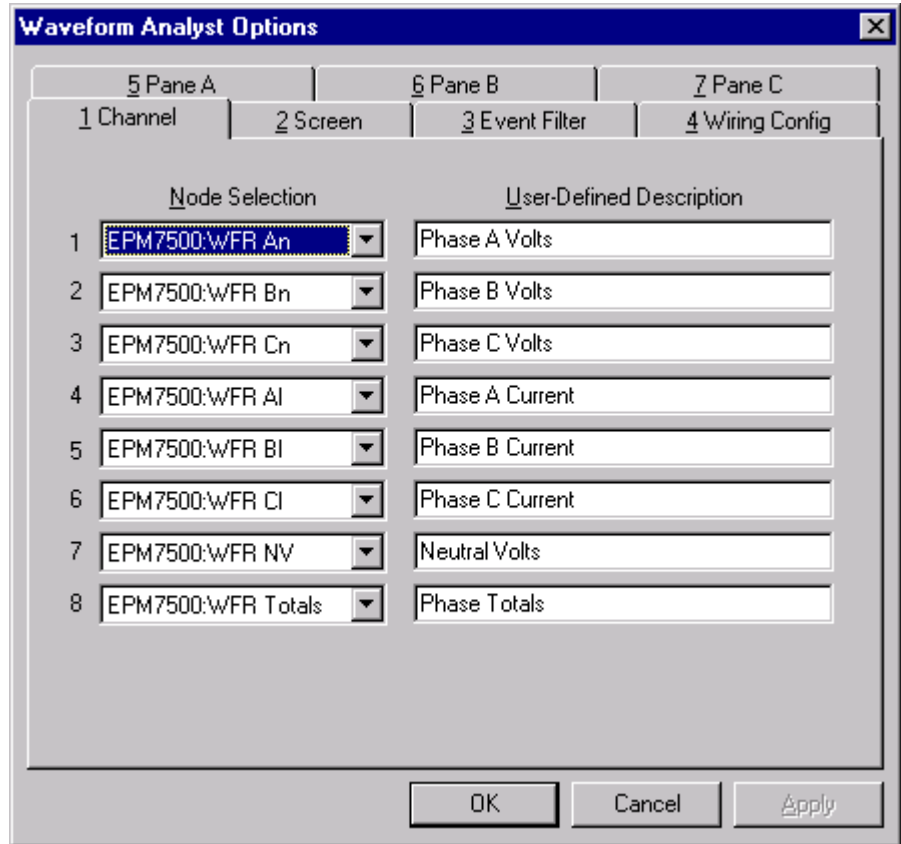 Waveform Analyst Options
5 Pane A
6 Pane B
7 Pane C
1 Channel
2 Screen
3 Event Filter
4 Wiring Config
Node Selection
User-Defined Description
1 EPM7500:WFR An Phase A Volts
2 EPM7500:WFR Bn Phase B Volts
3 EPM7500:WFR Cn Phase C Volts
4 EPM7500:WFR AI Phase A Current
5 EPM7500:WFR BI Phase B Current
6 EPM7500:WFR CI Phase C Current
7 EPM7500:WFR NV Neutral Volts
8 EPM7500:WFR Totals Phase Totals
OK
Cancel
Apply